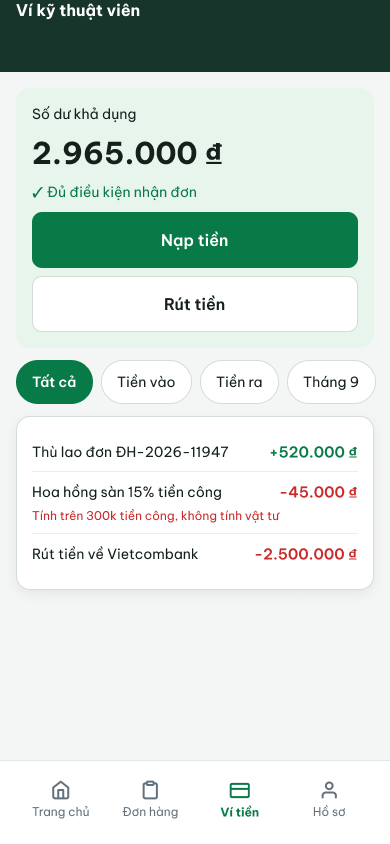 Ví kỹ thuật viên
Số dư khả dụng
2.965.000 ₫
✓ Đủ điều kiện nhận đơn
Nạp tiền
Rút tiền
Tất cả
Tiền vào
Tiền ra
Tháng 9
Thù lao đơn ĐH-2026-11947 +520.000 ₫
Hoa hồng sàn 15% tiền công -45.000 ₫
Tính trên 300k tiền công, không tính vật tư
Rút tiền về Vietcombank -2.500.000 ₫
Trang chủ
Đơn hàng
Ví tiền
Hồ sơ